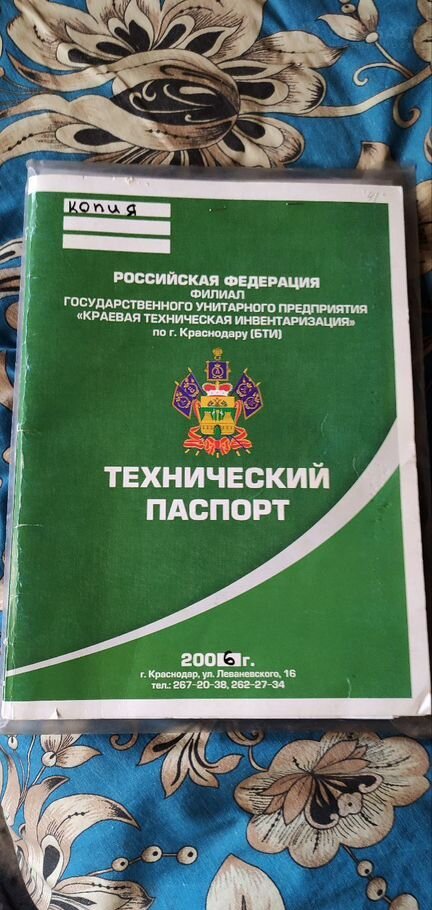 копия
РОССИЙСКАЯ ФЕДЕРАЦИЯ
ФИЛИАЛ
ГОСУДАРСТВЕННОГО УНИТАРНОГО ПРЕДПРИЯТИЯ
«КРАЕВАЯ ТЕХНИЧЕСКАЯ ИНВЕНТАРИЗАЦИЯ»
по г. Краснодару (БТИ)
ТЕХНИЧЕСКИЙ
ПАСПОРТ
2006г.
г. Краснодар, ул. Леваневского, 16
тел.: 267-20-38, 262-27-34